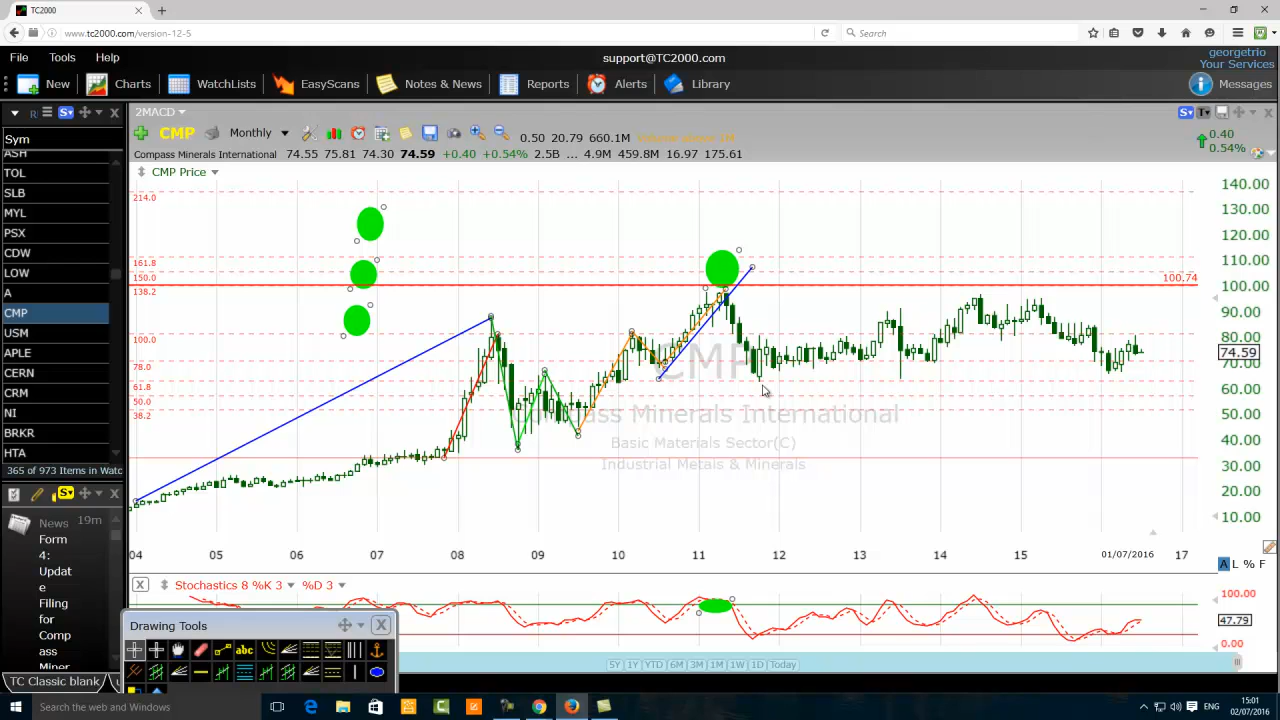 TC2000
www.tc2000.com/version-12-5
Search
File Tools Help
support@TC2000.com
georgetrio
Your Services
New Charts WatchLists EasyScans Notes & News Reports Alerts Library Messages
2MACD
CMP Monthly 0.50 20.79 660.1M
0.40
0.54%
Compass Minerals International 74.55 75.81 74.30 74.59 +0.40 +0.54% 2.5B ... 4.9M 459.8M 16.97 175.61
CMP Price
Sym
ASH
TOL
SLB
MYL
PSX
CDW
LOW
A
CMP
USM
APLE
CERN
CRM
NI
BRKR
HTA
365 of 973 Items in Watc
News 19m
Form
4:
Updat
e
Filing
for
Comp
ass
Miner
TC Classic blank
214.0
161.8
150.0
138.2
100.0
78.0
61.8
50.0
38.2
100.74
140.00
130.00
120.00
110.00
100.00
80.00
74.59
70.00
60.00
50.00
40.00
30.00
20.00
10.00
CMP
Compass Minerals International
Basic Materials Sector(C)
Industrial Metals & Minerals
04 05 06 07 08 09 10 11 12 13 14 15 01/07/2016 17
A L % F
X Stochastics 8 %K 3 %D 3
100.00
47.79
0.00
Drawing Tools
abc
5Y 1Y YTD 6M 3M 1M 1W 1D Today
Search the web and Windows
ENG
15:01
02/07/2016